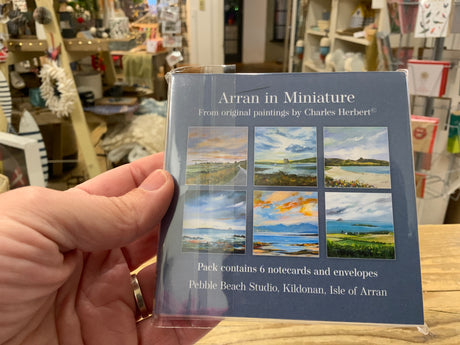 Arran in Miniature
From original paintings by Charles Herbert©
Pack contains 6 notecards and envelopes
Pebble Beach Studio, Kildonan, Isle of Arran